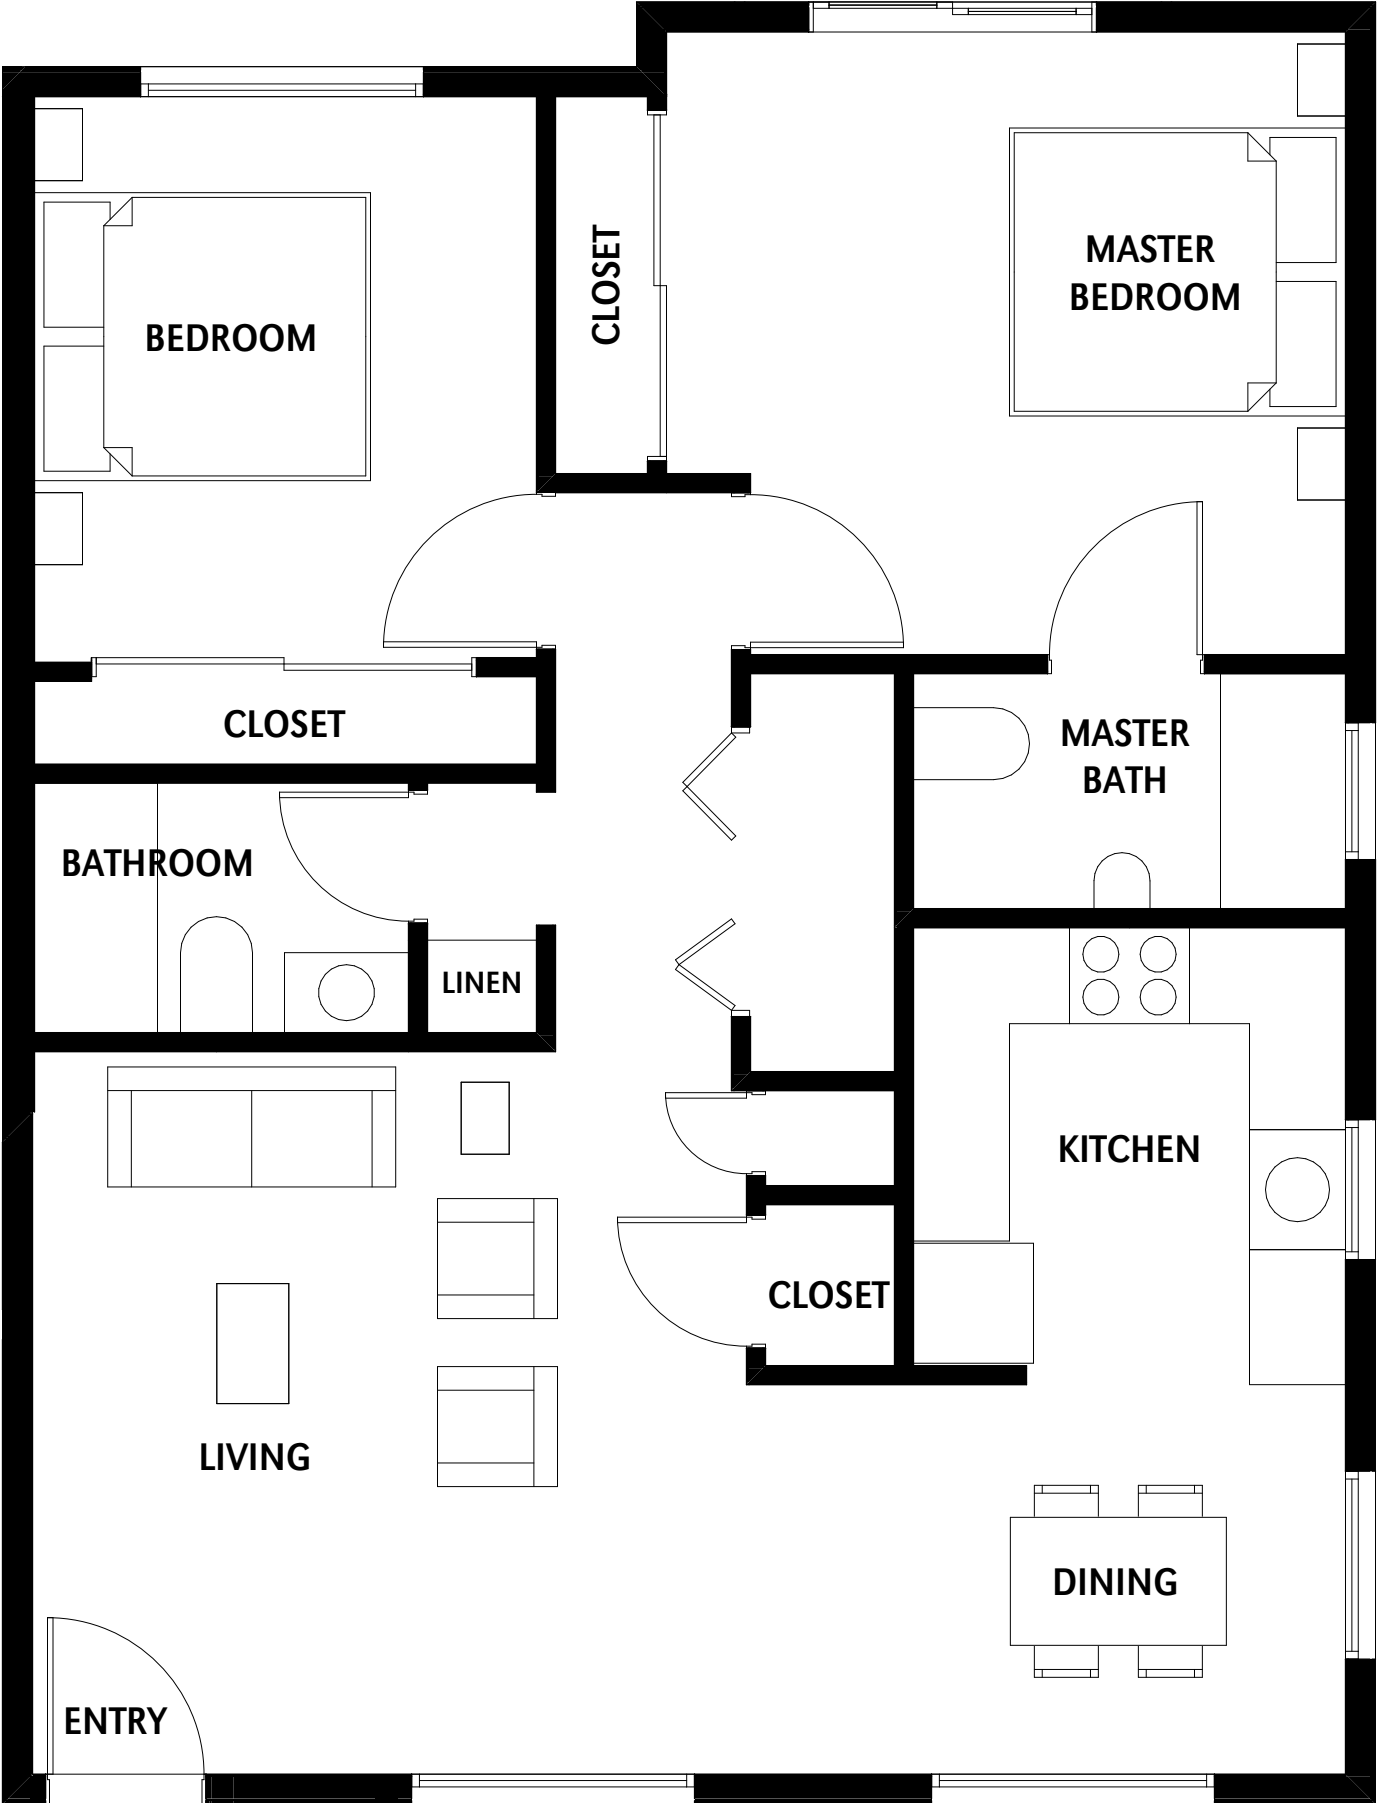 MASTER
BEDROOM
CLOSET
BEDROOM
CLOSET
MASTER
BATH
BATHROOM
LINEN
KITCHEN
CLOSET
LIVING
DINING
ENTRY